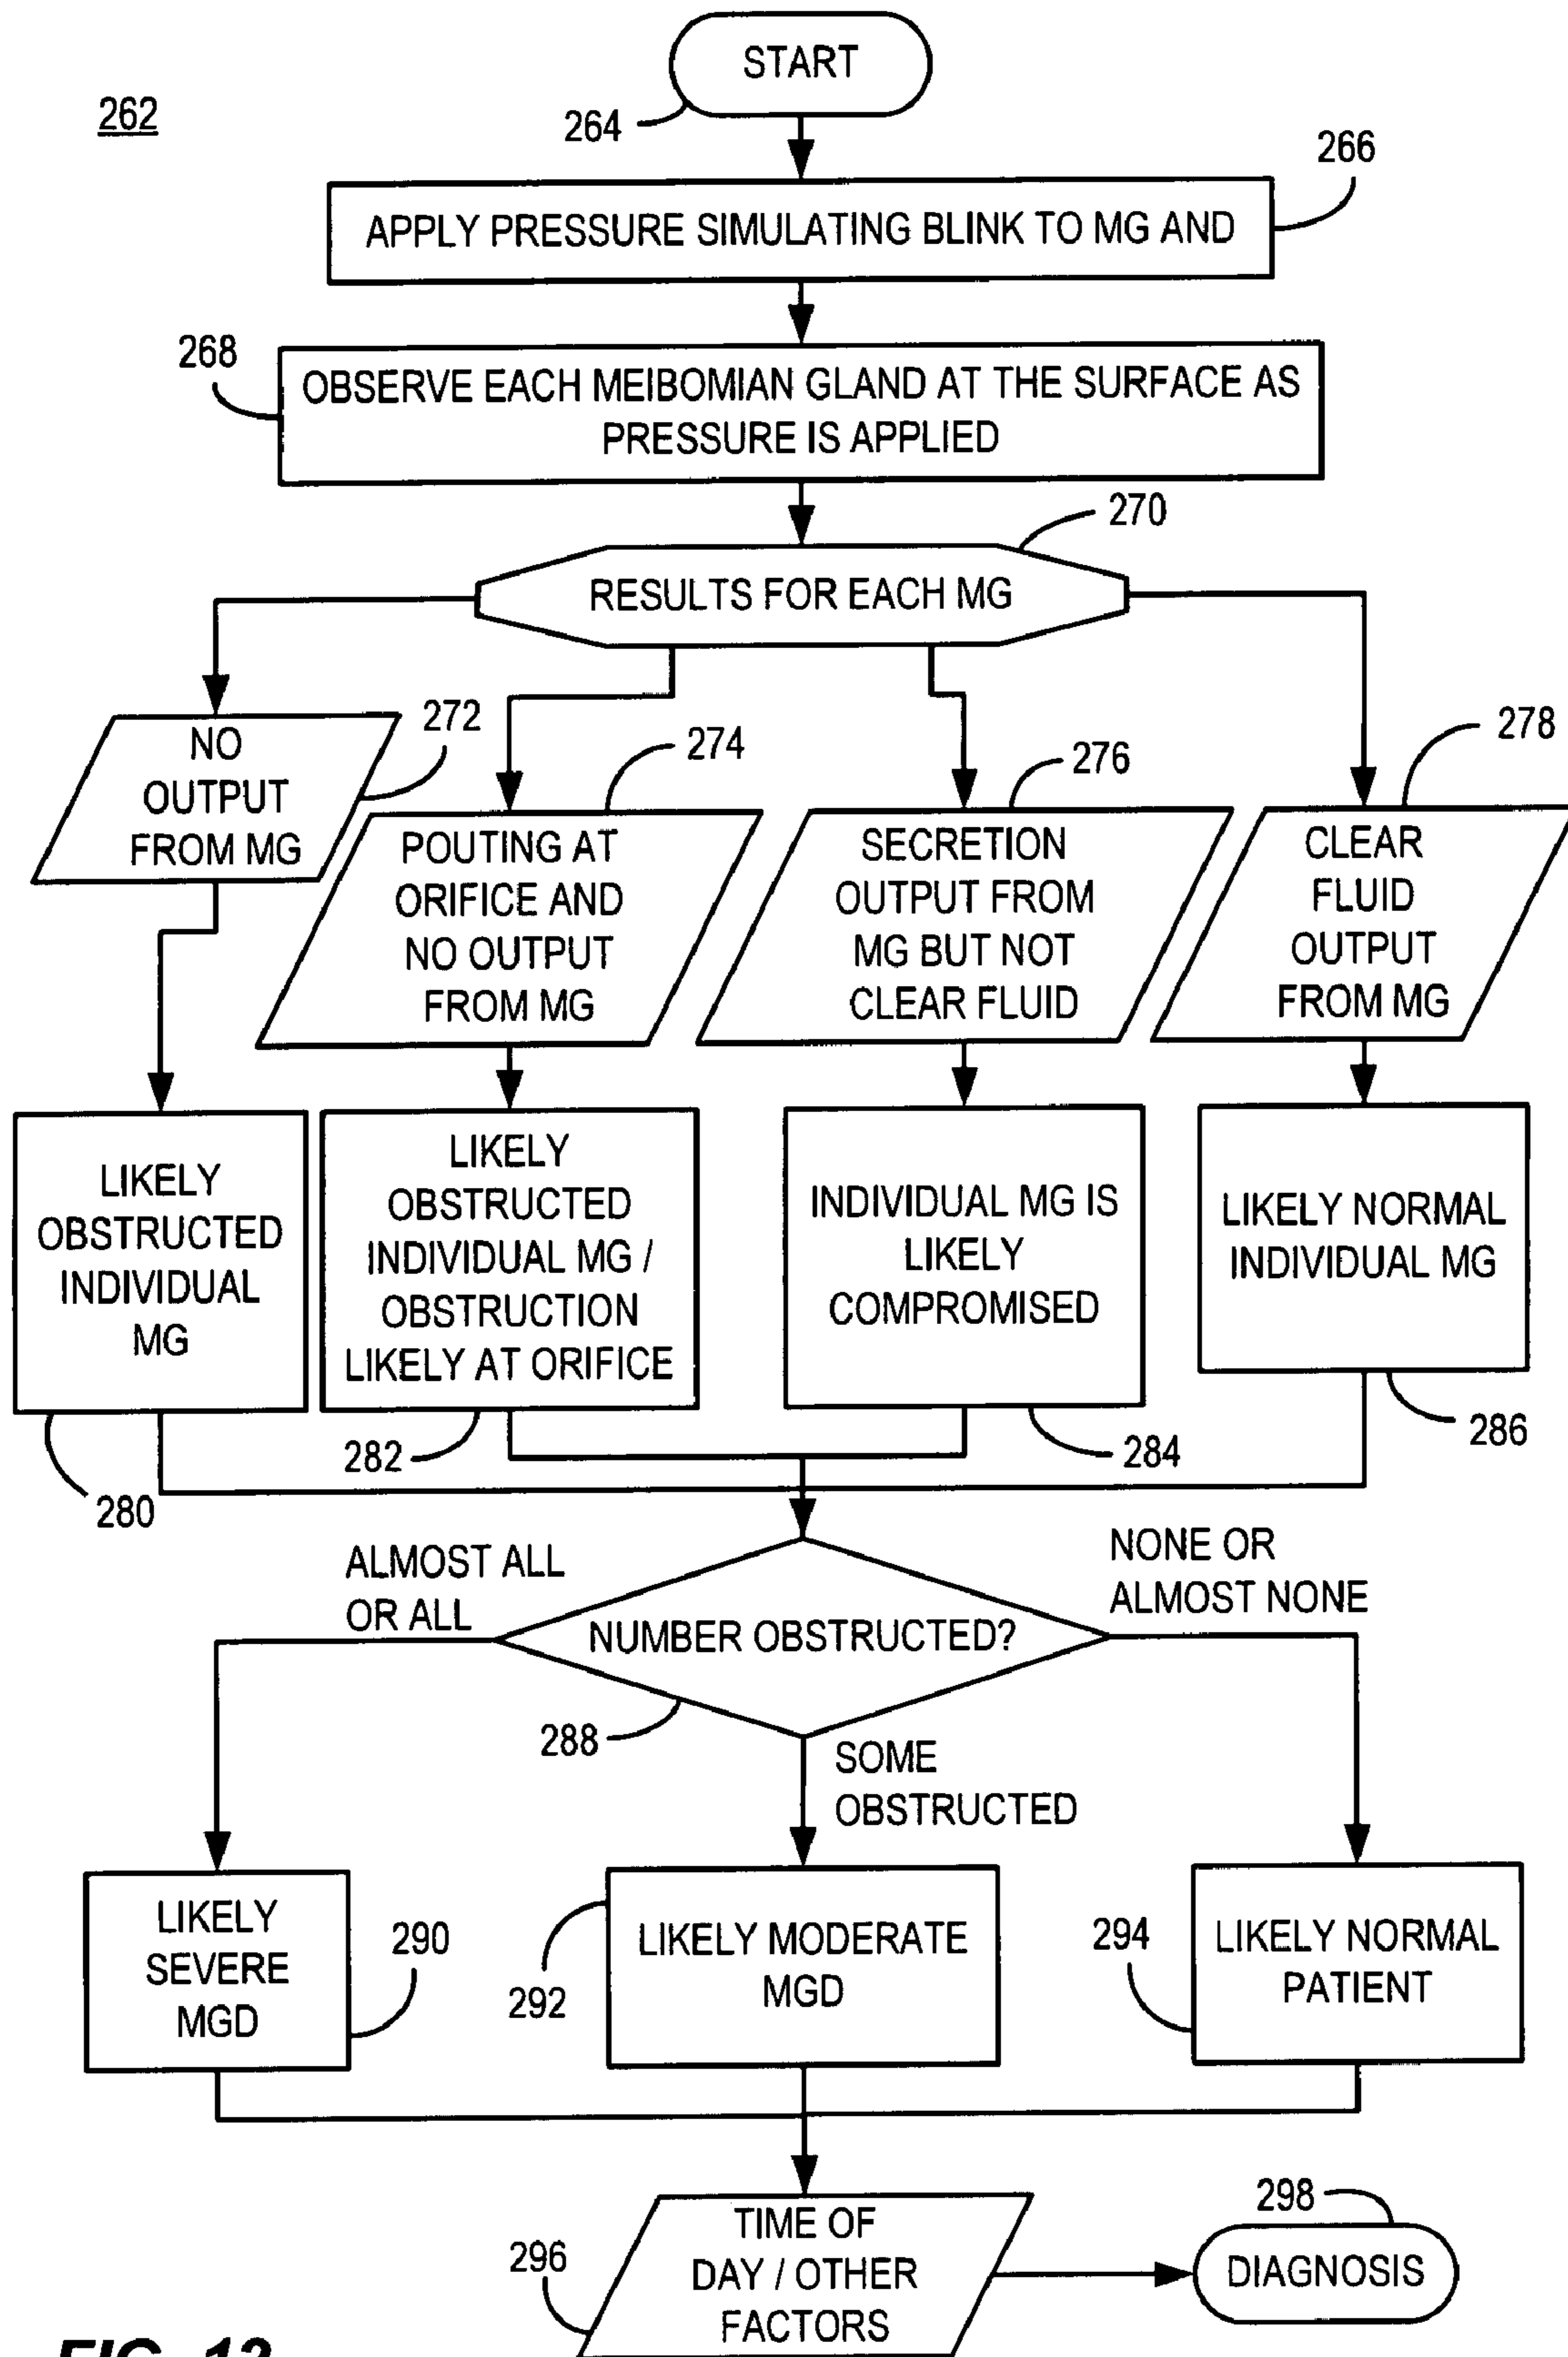 START
262
264
266
APPLY PRESSURE SIMULATING BLINK TO MG AND
268
OBSERVE EACH MEIBOMIAN GLAND AT THE SURFACE AS
PRESSURE IS APPLIED
270
RESULTS FOR EACH MG
272
NO
OUTPUT
FROM MG
274
POUTING AT
ORIFICE AND
NO OUTPUT
FROM MG
276
SECRETION
OUTPUT FROM
MG BUT NOT
CLEAR FLUID
278
CLEAR
FLUID
OUTPUT
FROM MG
LIKELY
OBSTRUCTED
INDIVIDUAL
MG
280
LIKELY
OBSTRUCTED
INDIVIDUAL MG /
OBSTRUCTION
LIKELY AT ORIFICE
282
INDIVIDUAL MG IS
LIKELY
COMPROMISED
284
LIKELY NORMAL
INDIVIDUAL MG
286
ALMOST ALL
OR ALL
NUMBER OBSTRUCTED?
NONE OR
ALMOST NONE
288
SOME
OBSTRUCTED
LIKELY
SEVERE
MGD
290
LIKELY MODERATE
MGD
292
294
LIKELY NORMAL
PATIENT
296
TIME OF
DAY / OTHER
FACTORS
298
DIAGNOSIS